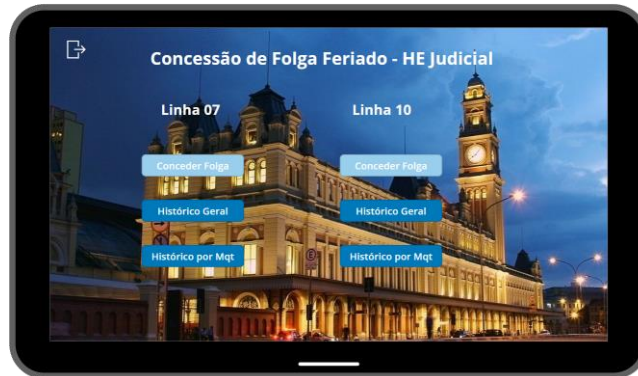 Concessão de Folga Feriado - HE Judicial
Linha 07
Linha 10
Conceder Folga
Conceder Folga
Histórico Geral
Histórico Geral
Histórico por Mqt
Histórico por Mqt
E